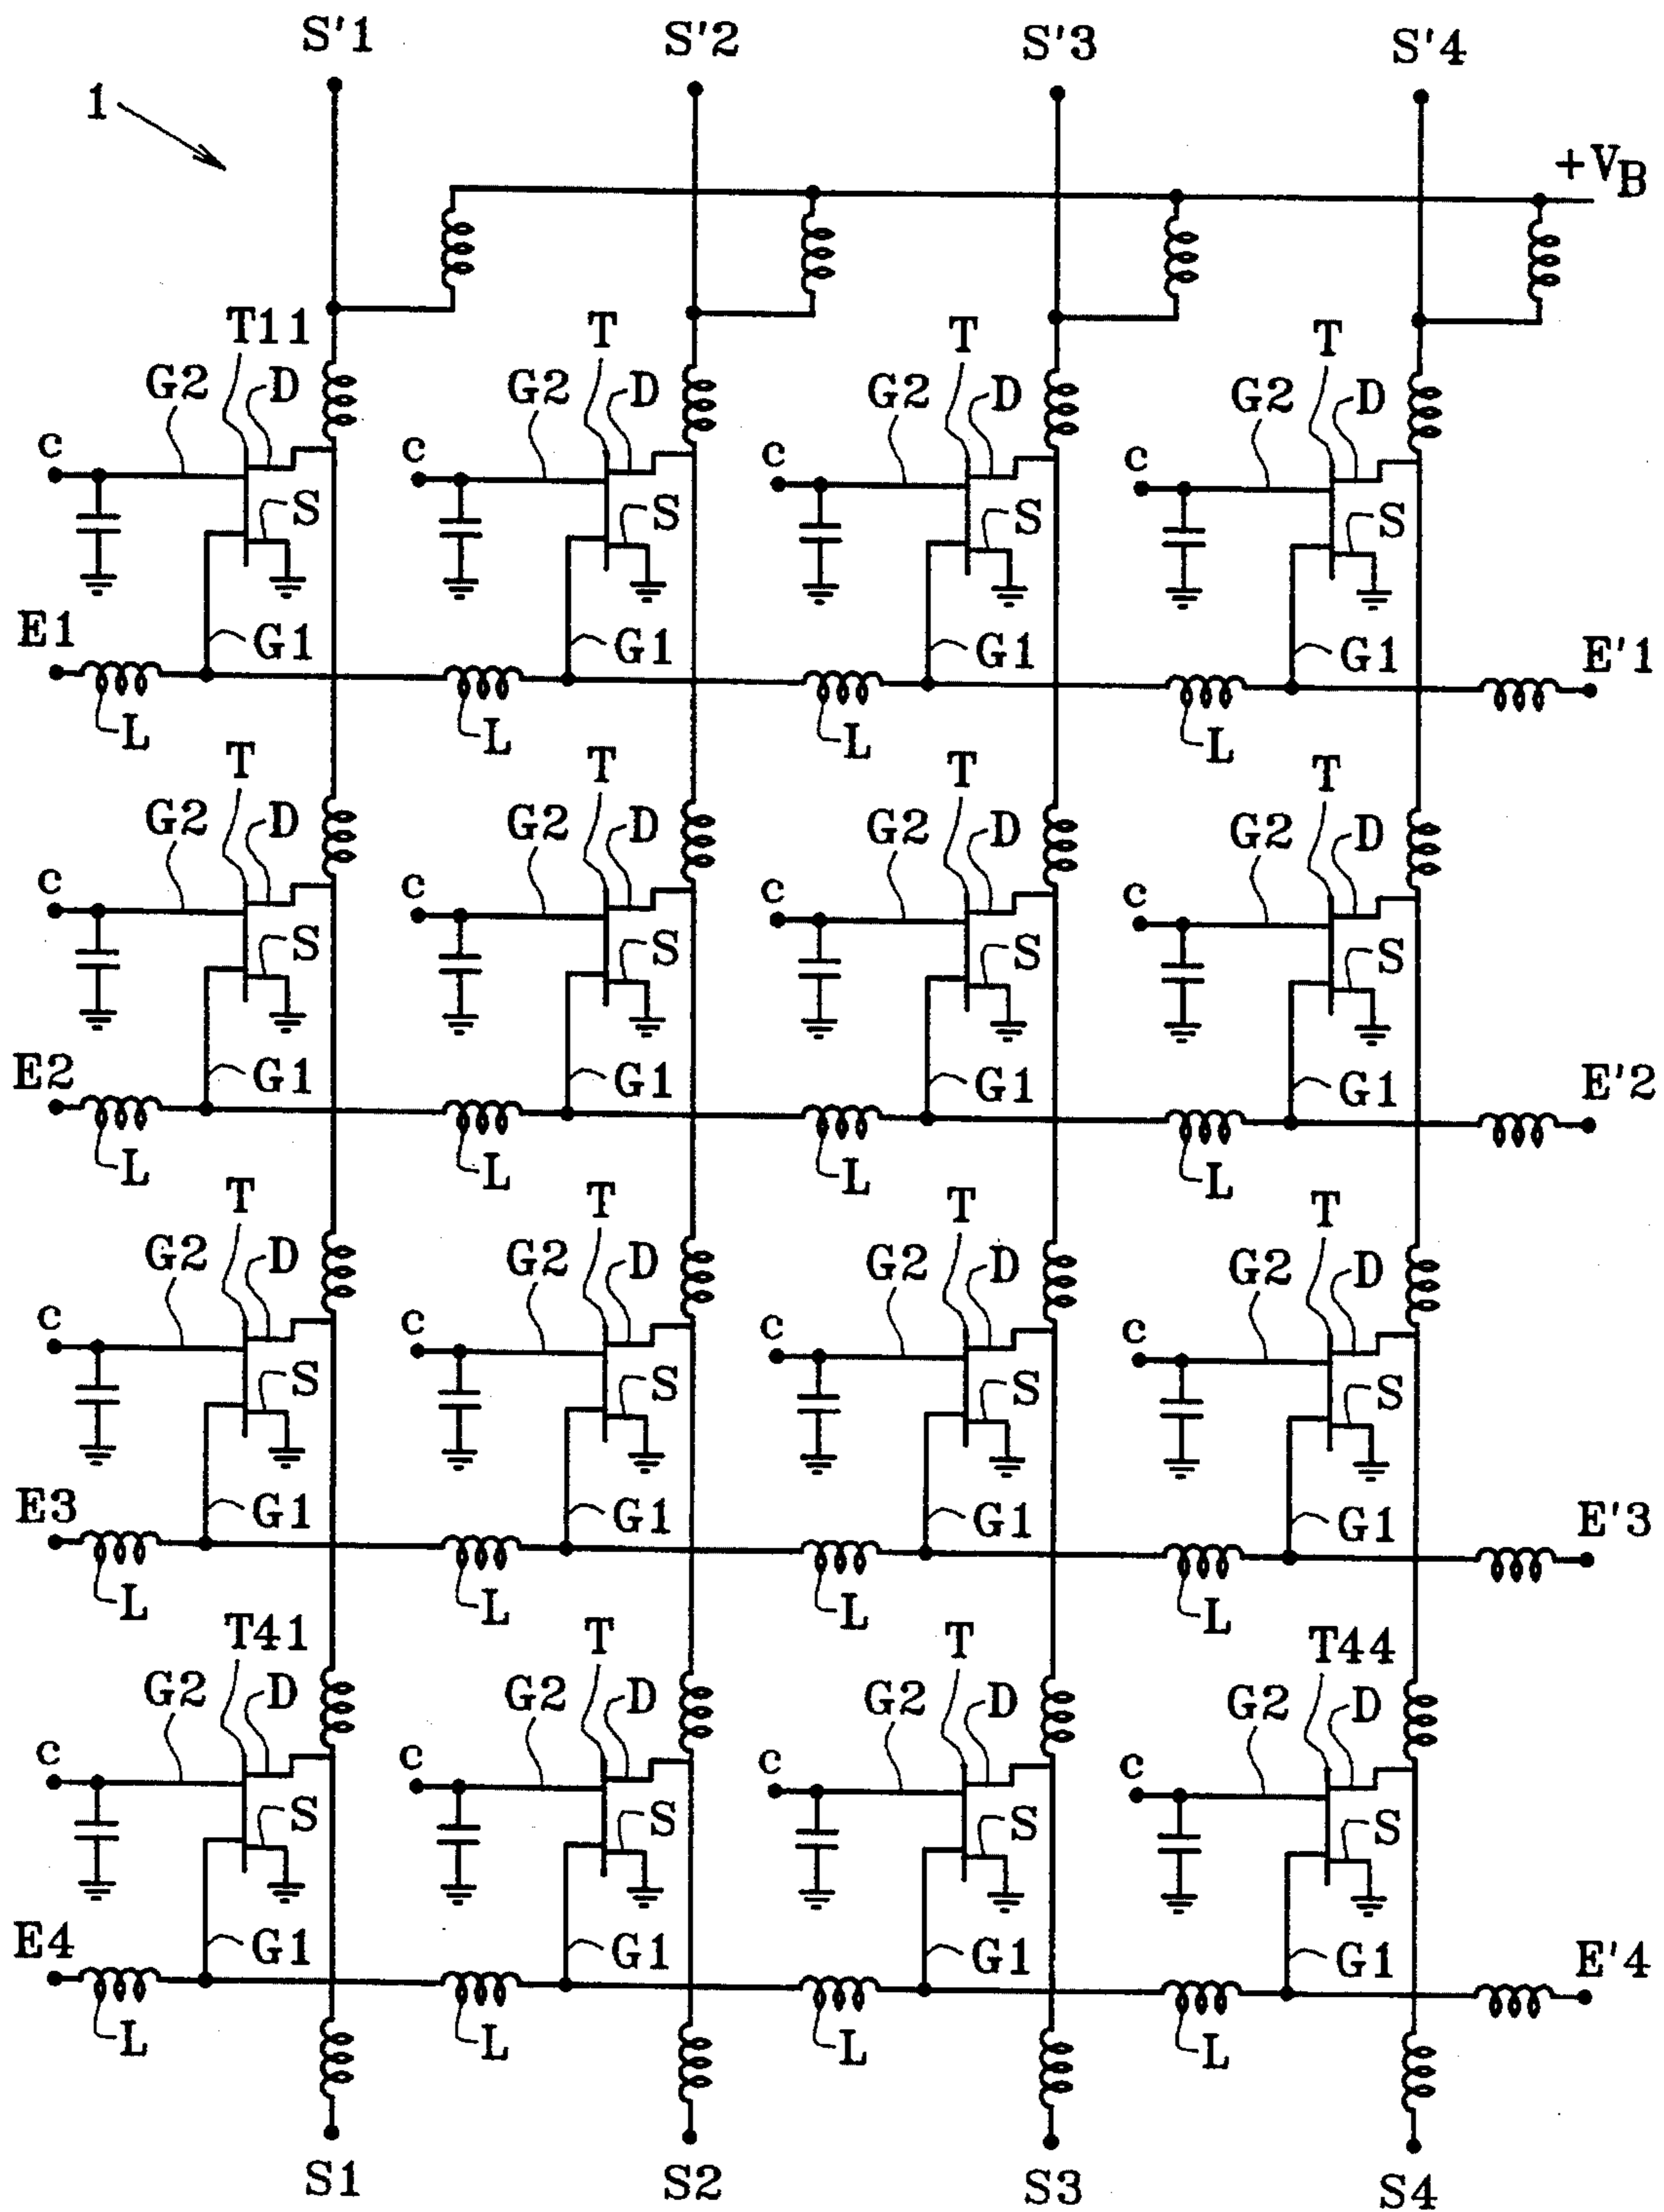 S'1 S'2 S'3 S'4
1
+VB
T11 T T T
G2 D G2 D G2 D G2 D
c c c c
S S S S
E1 G1 G1 G1 G1 E'1
L L L L
T T T T
G2 D G2 D G2 D G2 D
c c c c
S S S S
E2 G1 G1 G1 G1 E'2
L L L L
T T T T
G2 D G2 D G2 D G2 D
c c c c
S S S S
E3 G1 G1 G1 G1 E'3
L L L L
T41 T T T44
G2 D G2 D G2 D G2 D
c c c c
S S S S
E4 G1 G1 G1 G1 E'4
L L L L
S1 S2 S3 S4